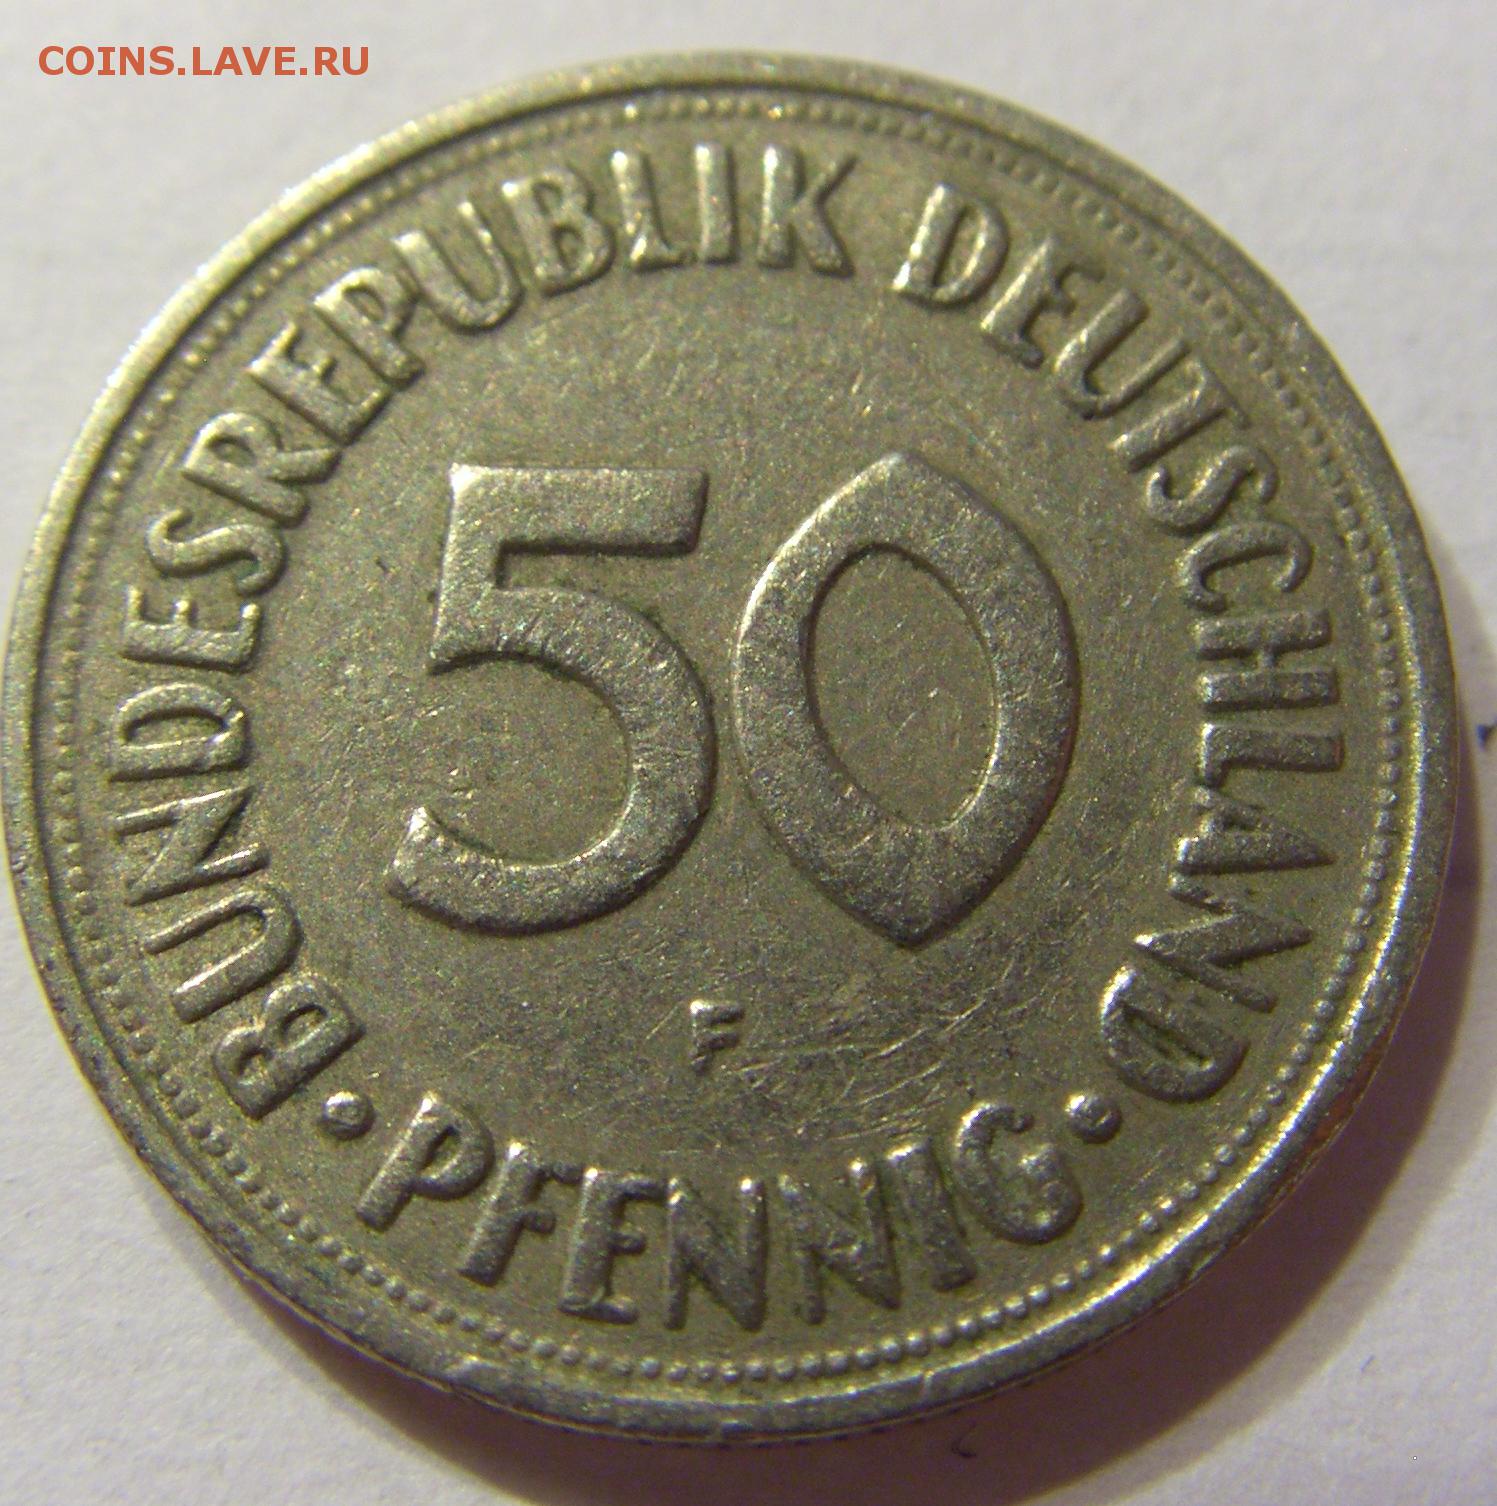 COINS.LAVE.RU
BUNDESREPUBLIK DEUTSCHLAND
50
F
PFENNIG